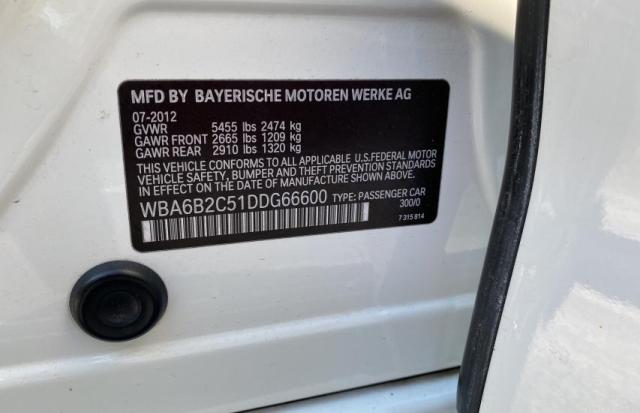 MFD BY BAYERISCHE MOTOREN WERKE AG
07-2012
GVWR 5455 lbs 2474 kg
GAWR FRONT 2665 lbs 1209 kg
GAWR REAR 2910 lbs 1320 kg
THIS VEHICLE CONFORMS TO ALL APPLICABLE U.S.FEDERAL MOTOR
VEHICLE SAFETY, BUMPER AND THEFT PREVENTION STANDARDS
IN EFFECT ON THE DATE OF MANUFACTURE SHOWN ABOVE.
WBA6B2C51DDG66600 TYPE: PASSENGER CAR
300/0
7 315 814